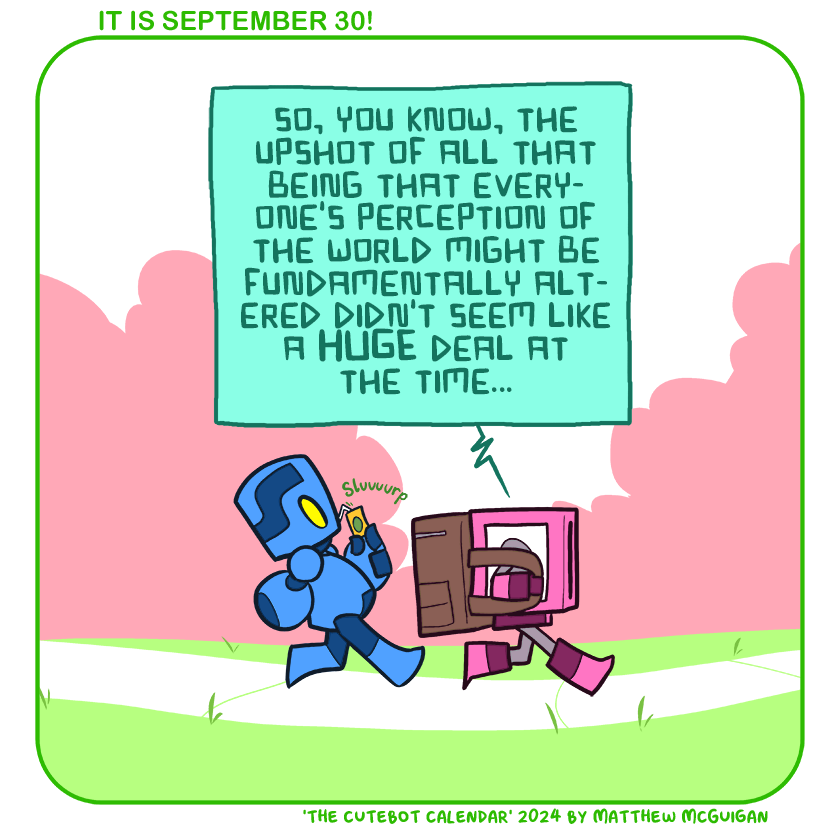 IT IS SEPTEMBER 30!
SO, YOU KNOW, THE
UPSHOT OF ALL THAT
BEING THAT EVERY-
ONE'S PERCEPTION OF
THE WORLD MIGHT BE
FUNDAMENTALLY ALT-
ERED DIDN'T SEEM LIKE
A HUGE DEAL AT
THE TIME...
Sluuuurp
'THE CUTEBOT CALENDAR' 2024 BY MATTHEW MCGUIGAN